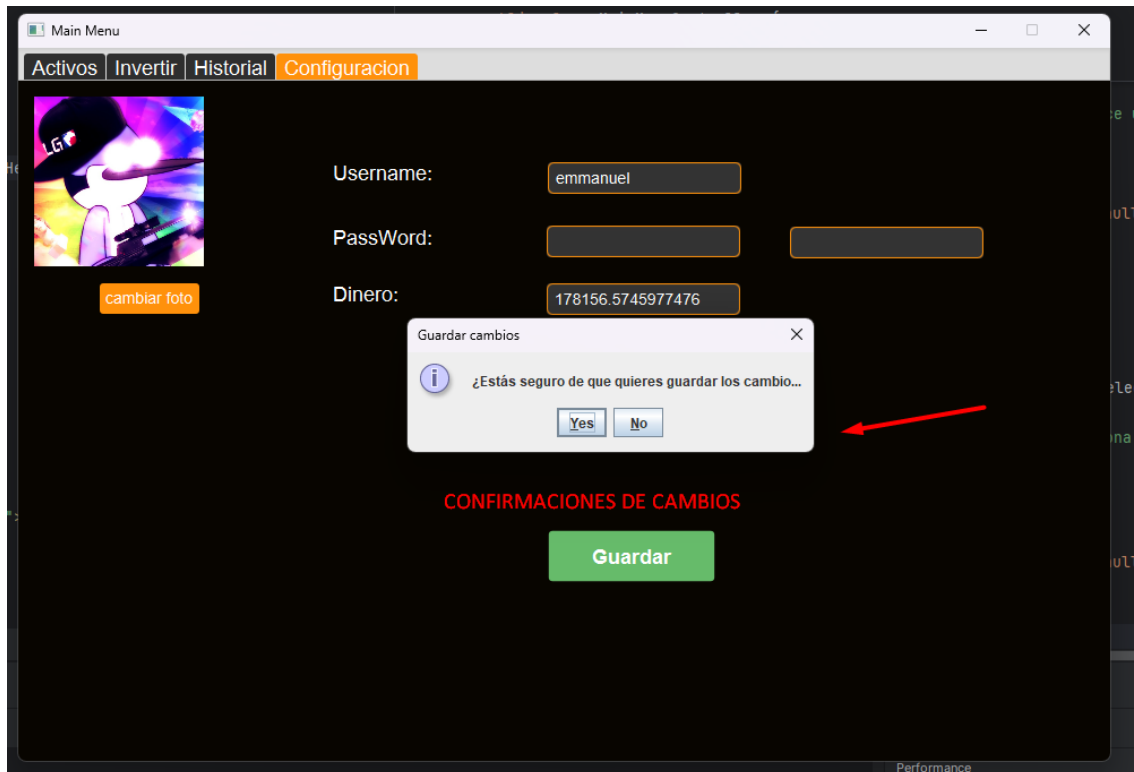 Main Menu
Activos Invertir Historial Configuracion
LG
Username: emmanuel
PassWord:
cambiar foto
Dinero: 178156.5745977476
Guardar cambios
¿Estás seguro de que quieres guardar los cambio...
Yes No
CONFIRMACIONES DE CAMBIOS
Guardar
Performance